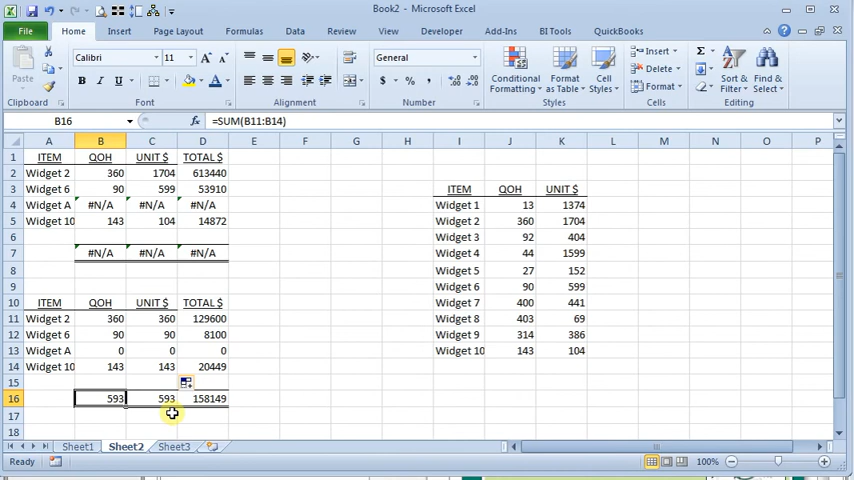 Book2 - Microsoft Excel
File Home Insert Page Layout Formulas Data Review View Developer Add-Ins BI Tools QuickBooks
Paste Calibri 11 General Conditional Formatting Format as Table Cell Styles Insert Delete Format Sort & Filter Find & Select
Clipboard Font Alignment Number Styles Cells Editing
B16 =SUM(B11:B14)
A B C D E F G H I J K L M N O P
1 ITEM QOH UNIT $ TOTAL $
2 Widget 2 360 1704 613440
3 Widget 6 90 599 53910 ITEM QOH UNIT $
4 Widget A #N/A #N/A #N/A Widget 1 13 1374
5 Widget 10 143 104 14872 Widget 2 360 1704
6 Widget 3 92 404
7 #N/A #N/A #N/A Widget 4 44 1599
8 Widget 5 27 152
9 Widget 6 90 599
10 ITEM QOH UNIT $ TOTAL $ Widget 7 400 441
11 Widget 2 360 360 129600 Widget 8 403 69
12 Widget 6 90 90 8100 Widget 9 314 386
13 Widget A 0 0 0 Widget 10 143 104
14 Widget 10 143 143 20449
15
16 593 593 158149
17
18
Sheet1 Sheet2 Sheet3
Ready 100%